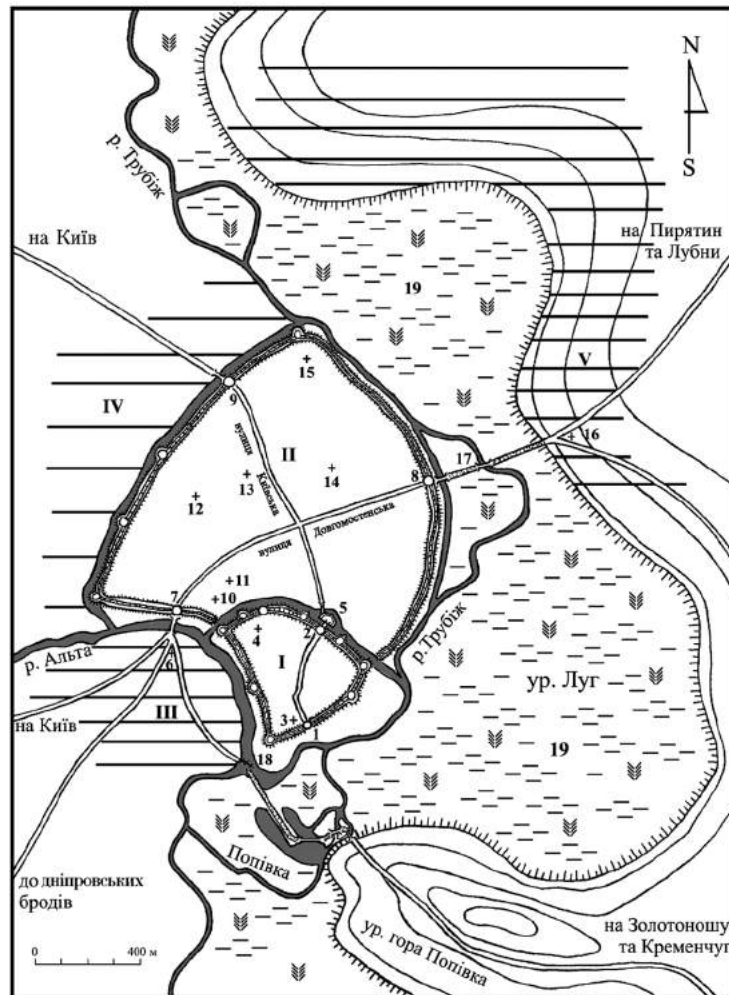 N
S
р. Трубіж
на Київ
на Пирятин
та Лубни
19
15
V
IV
9
16
17
II
вулиця
Київська
8
14
13
12
вулиця
Довгомостенська
11
10
7
5
2
4
р. Трубіж
р. Альта
6
I
ур. Луг
III
3
1
на Київ
19
18
Попівка
до дніпровських
бродів
на Золотоношу
та Кременчуг
ур. гора Попівка
0 400 м